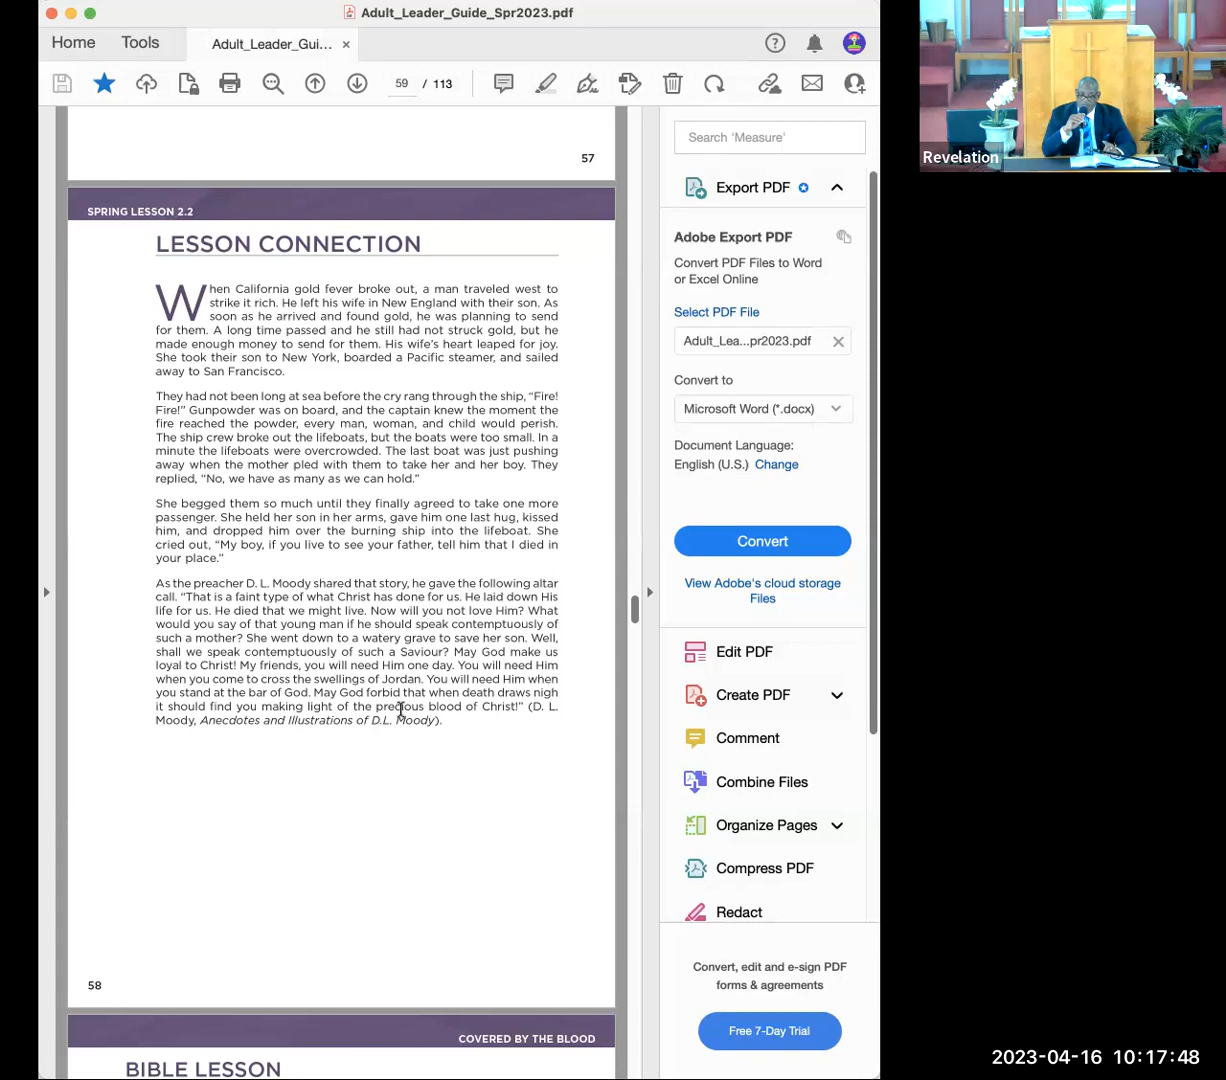 Adult_Leader_Guide_Spr2023.pdf
Home
Tools
Adult_Leader_Gui...
59 / 113
57
SPRING LESSON 2.2
LESSON CONNECTION
When California gold fever broke out, a man traveled west to
strike it rich. He left his wife in New England with their son. As
soon as he arrived and found gold, he was planning to send
for them. A long time passed and he still had not struck gold, but he
made enough money to send for them. His wife's heart leaped for joy.
She took their son to New York, boarded a Pacific steamer, and sailed
away to San Francisco.
They had not been long at sea before the cry rang through the ship, "Fire!
Fire!" Gunpowder was on board, and the captain knew the moment the
fire reached the powder, every man, woman, and child would perish.
The ship crew broke out the lifeboats, but the boats were too small. In a
minute the lifeboats were overcrowded. The last boat was just pushing
away when the mother pled with them to take her and her boy. They
replied, "No, we have as many as we can hold."
She begged them so much until they finally agreed to take one more
passenger. She held her son in her arms, gave him one last hug, kissed
him, and dropped him over the burning ship into the lifeboat. She
cried out, "My boy, if you live to see your father, tell him that I died in
your place."
As the preacher D. L. Moody shared that story, he gave the following altar
call. "That is a faint type of what Christ has done for us. He laid down His
life for us. He died that we might live. Now will you not love Him? What
would you say of that young man if he should speak contemptuously of
such a mother? She went down to a watery grave to save her son. Well,
shall we speak contemptuously of such a Saviour? May God make us
loyal to Christ! My friends, you will need Him one day. You will need Him
when you come to cross the swellings of Jordan. You will need Him when
you stand at the bar of God. May God forbid that when death draws nigh
it should find you making light of the precious blood of Christ!" (D. L.
Moody, Anecdotes and Illustrations of D.L. Moody).
58
COVERED BY THE BLOOD
BIBLE LESSON
Search 'Measure'
Export PDF
Adobe Export PDF
Convert PDF Files to Word
or Excel Online
Select PDF File
Adult_Lea...pr2023.pdf
Convert to
Microsoft Word (*.docx)
Document Language:
English (U.S.) Change
Convert
View Adobe's cloud storage
Files
Edit PDF
Create PDF
Comment
Combine Files
Organize Pages
Compress PDF
Redact
Convert, edit and e-sign PDF
forms & agreements
Free 7-Day Trial
Revelation
2023-04-16 10:17:48